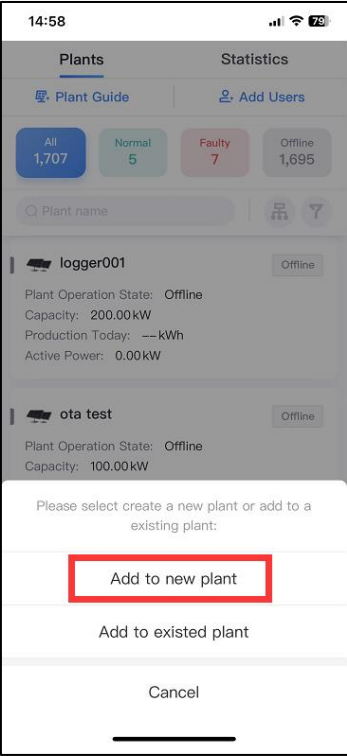 14:58
79
Plants
Statistics
Plant Guide
Add Users
All
1,707
Normal
5
Faulty
7
Offline
1,695
Plant name
logger001
Offline
Plant Operation State: Offline
Capacity: 200.00kW
Production Today: --kWh
Active Power: 0.00kW
ota test
Offline
Plant Operation State: Offline
Capacity: 100.00kW
Please select create a new plant or add to a
existing plant:
Add to new plant
Add to existed plant
Cancel